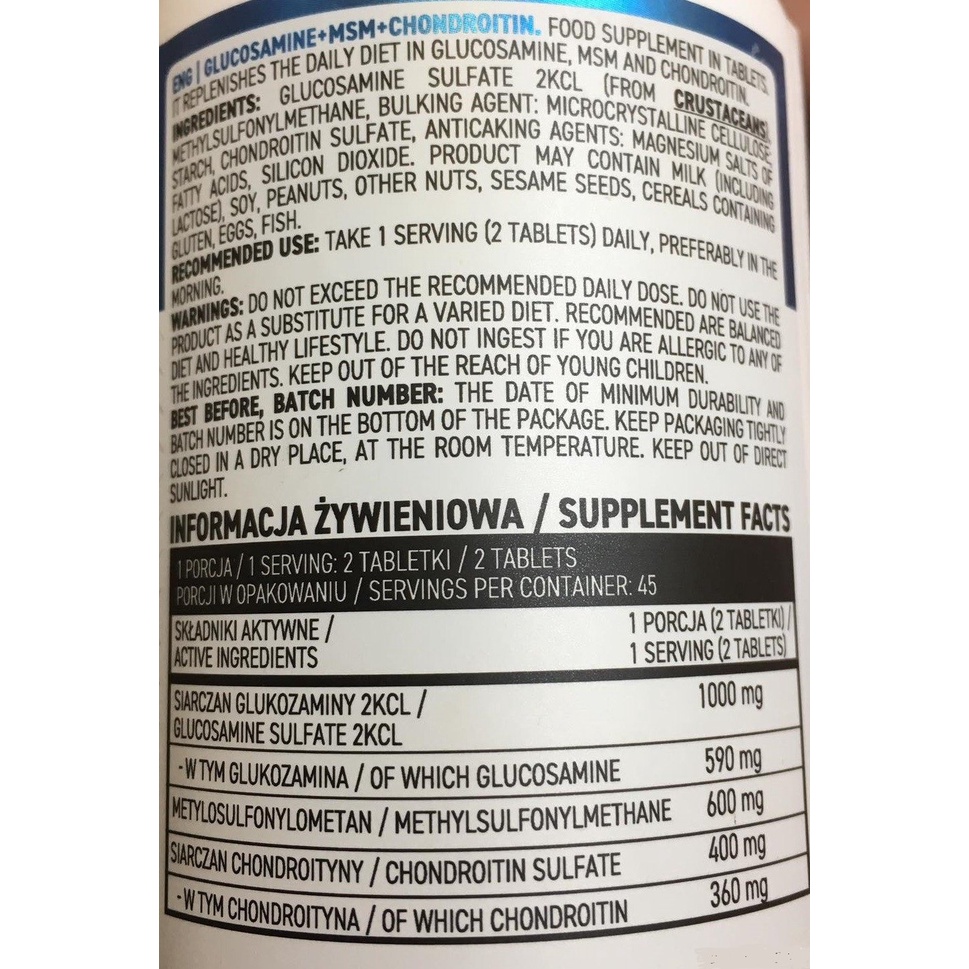 ENG | GLUCOSAMINE+MSM+CHONDROITIN. FOOD SUPPLEMENT IN TABLETS.
IT REPLENISHES THE DAILY DIET IN GLUCOSAMINE, MSM AND CHONDROITIN.
INGREDIENTS: GLUCOSAMINE SULFATE 2KCL (FROM CRUSTACEANS),
METHYLSULFONYLMETHANE, BULKING AGENT: MICROCRYSTALLINE CELLULOSE;
STARCH, CHONDROITIN SULFATE, ANTICAKING AGENTS: MAGNESIUM SALTS OF
FATTY ACIDS, SILICON DIOXIDE. PRODUCT MAY CONTAIN MILK (INCLUDING
LACTOSE), SOY, PEANUTS, OTHER NUTS, SESAME SEEDS, CEREALS CONTAINING
GLUTEN, EGGS, FISH.
RECOMMENDED USE: TAKE 1 SERVING (2 TABLETS) DAILY, PREFERABLY IN THE
MORNING.
WARNINGS: DO NOT EXCEED THE RECOMMENDED DAILY DOSE. DO NOT USE THE
PRODUCT AS A SUBSTITUTE FOR A VARIED DIET. RECOMMENDED ARE BALANCED
DIET AND HEALTHY LIFESTYLE. DO NOT INGEST IF YOU ARE ALLERGIC TO ANY OF
THE INGREDIENTS. KEEP OUT OF THE REACH OF YOUNG CHILDREN.
BEST BEFORE, BATCH NUMBER: THE DATE OF MINIMUM DURABILITY AND
BATCH NUMBER IS ON THE BOTTOM OF THE PACKAGE. KEEP PACKAGING TIGHTLY
CLOSED IN A DRY PLACE, AT THE ROOM TEMPERATURE. KEEP OUT OF DIRECT
SUNLIGHT.
INFORMACJA ŻYWIENIOWA / SUPPLEMENT FACTS
1 PORCJA / 1 SERVING: 2 TABLETKI / 2 TABLETS
PORCJI W OPAKOWANIU / SERVINGS PER CONTAINER: 45
SKŁADNIKI AKTYWNE / 1 PORCJA (2 TABLETKI) /
ACTIVE INGREDIENTS 1 SERVING (2 TABLETS)
SIARCZAN GLUKOZAMINY 2KCL / 1000 mg
GLUCOSAMINE SULFATE 2KCL
- W TYM GLUKOZAMINA / OF WHICH GLUCOSAMINE 590 mg
METYLOSULFONYLOMETAN / METHYLSULFONYLMETHANE 600 mg
SIARCZAN CHONDROITYNY / CHONDROITIN SULFATE 400 mg
- W TYM CHONDROITYNA / OF WHICH CHONDROITIN 360 mg